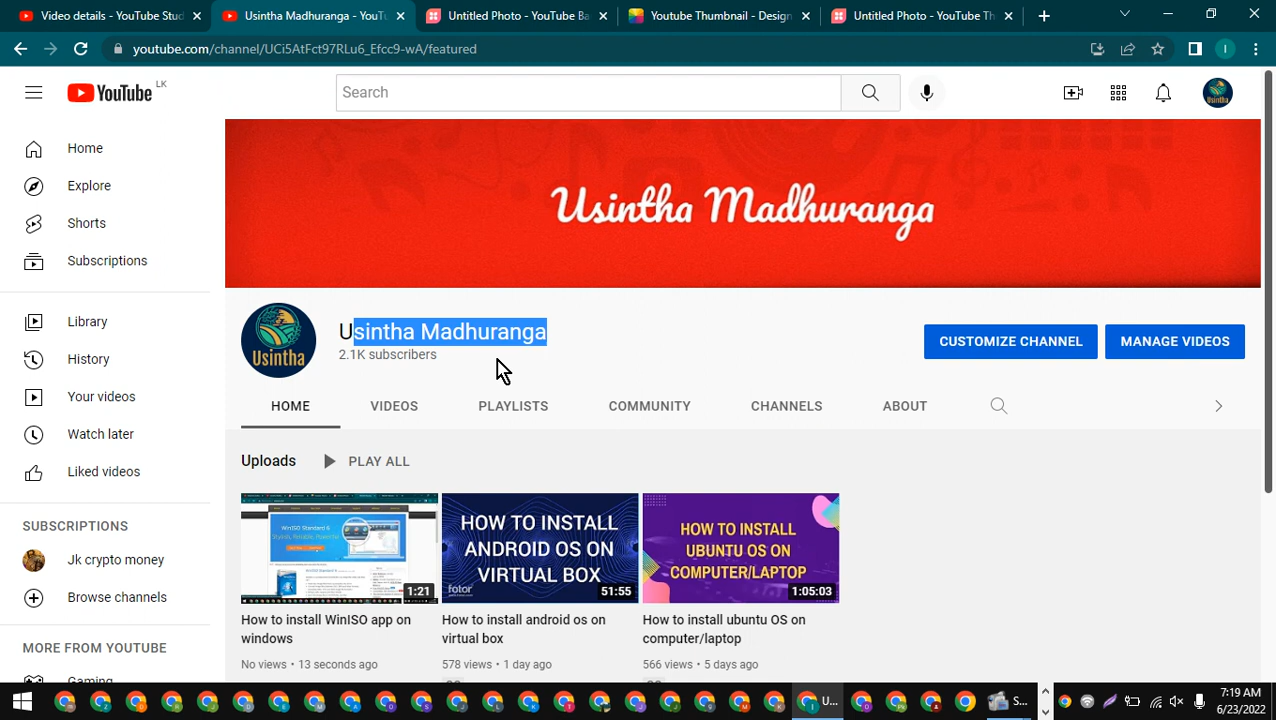 Video details - YouTube Stud
Usintha Madhuranga - YouT
Untitled Photo - YouTube Ba
Youtube Thumbnail - Design
Untitled Photo - YouTube Th
youtube.com/channel/UCi5AtFct97RLu6_Efcc9-wA/featured
I
YouTube LK
Search
Usintha
Home
Explore
Shorts
Subscriptions
Library
History
Your videos
Watch later
Liked videos
SUBSCRIPTIONS
Jk crypto money
Browse channels
MORE FROM YOUTUBE
Gaming
Usintha Madhuranga
Usintha
Usintha Madhuranga
2.1K subscribers
CUSTOMIZE CHANNEL
MANAGE VIDEOS
HOME
VIDEOS
PLAYLISTS
COMMUNITY
CHANNELS
ABOUT
Uploads
PLAY ALL
WinISO Standard 6
1:21
How to install WinISO app on
windows
No views • 13 seconds ago
HOW TO INSTALL
ANDROID OS ON
VIRTUAL BOX
fotor
51:55
How to install android os on
virtual box
578 views • 1 day ago
HOW TO INSTALL
UBUNTU OS ON
COMPUTER/LAPTOP
1:05:03
How to install ubuntu OS on
computer/laptop
566 views • 5 days ago
U...
S...
7:19 AM
6/23/2022